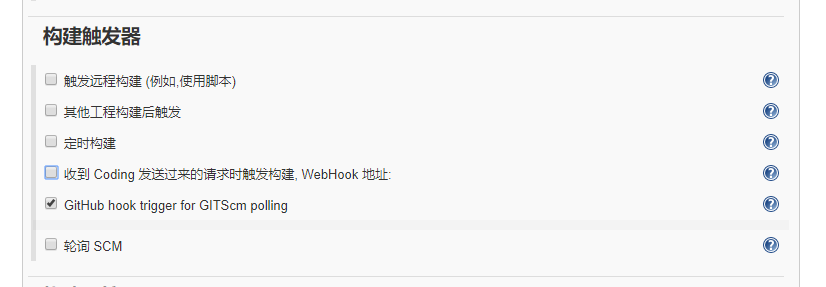 构建触发器
触发远程构建 (例如,使用脚本)
其他工程构建后触发
定时构建
收到 Coding 发送过来的请求时触发构建, WebHook 地址:
GitHub hook trigger for GITScm polling
轮询 SCM